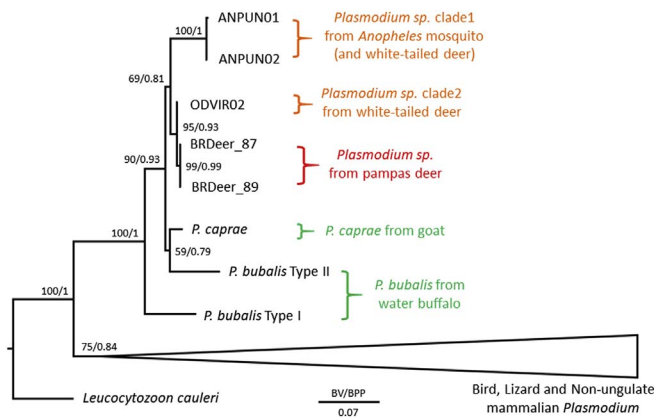 ANPUN01
100/1
ANPUN02
Plasmodium sp. clade1
from Anopheles mosquito
(and white-tailed deer)
69/0.81
ODVIR02
Plasmodium sp. clade2
from white-tailed deer
95/0.93
BRDeer_87
90/0.93
99/0.99
BRDeer_89
Plasmodium sp.
from pampas deer
100/1
P. caprae
P. caprae from goat
59/0.79
P. bubalis Type II
P. bubalis from
water buffalo
100/1
P. bubalis Type I
75/0.84
Bird, Lizard and Non-ungulate
mammalian Plasmodium
Leucocytozoon cauleri
BV/BPP
0.07